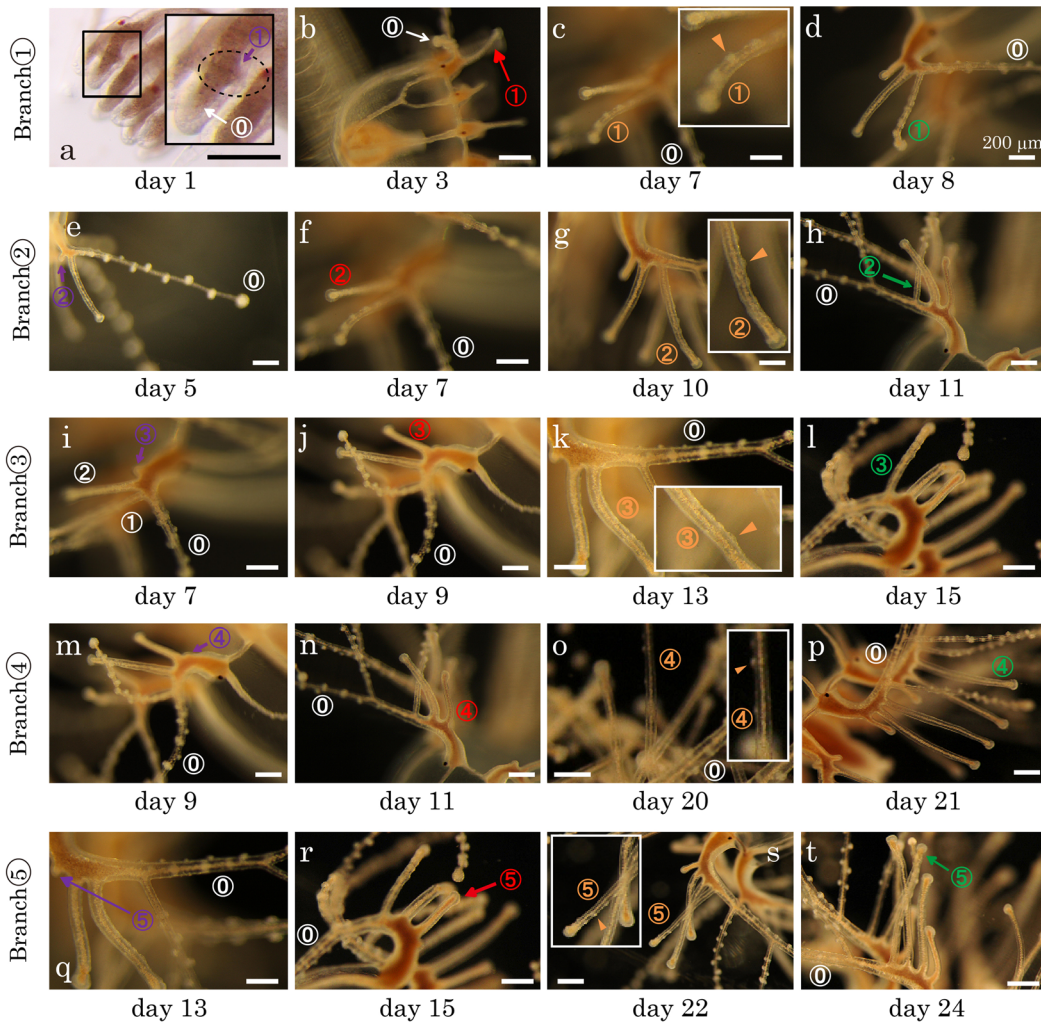 Branch①
a
①
⓪
day 1
b
⓪
①
day 3
c
①
①
⓪
day 7
d
⓪
①
200 μm
day 8
Branch②
e
②
⓪
day 5
f
②
⓪
day 7
g
②
②
day 10
h
②
⓪
day 11
Branch③
i
③
②
①
⓪
day 7
j
③
⓪
day 9
k
⓪
③
③
day 13
l
③
day 15
Branch④
m
④
⓪
day 9
n
⓪
④
day 11
o
④
④
⓪
day 20
p
⓪
④
day 21
Branch⑤
q
⓪
⑤
day 13
r
⑤
⓪
day 15
s
⑤
⑤
day 22
t
⑤
⓪
day 24